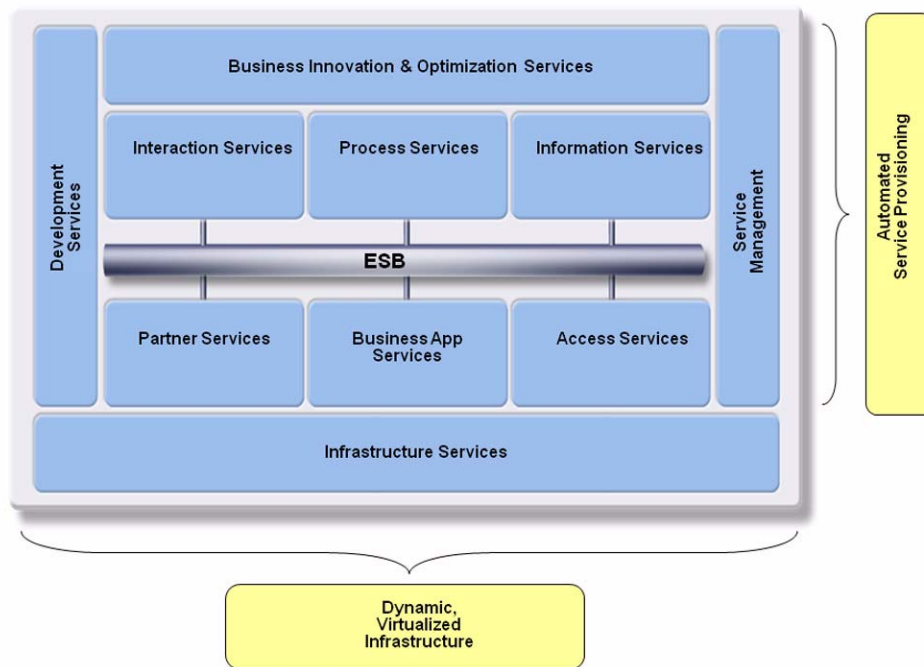 Business Innovation & Optimization Services
Development
Services
Interaction Services
Process Services
Information Services
Service
Management
ESB
Partner Services
Business App
Services
Access Services
Infrastructure Services
Automated
Service Provisioning
Dynamic,
Virtualized
Infrastructure